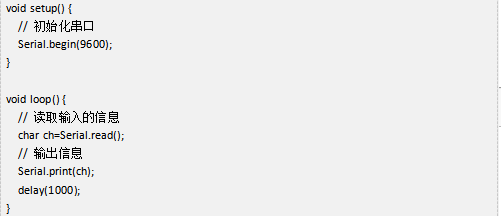 void setup() {
// 初始化串口
Serial.begin(9600);
}
void loop() {
// 读取输入的信息
char ch=Serial.read();
// 输出信息
Serial.print(ch);
delay(1000);
}